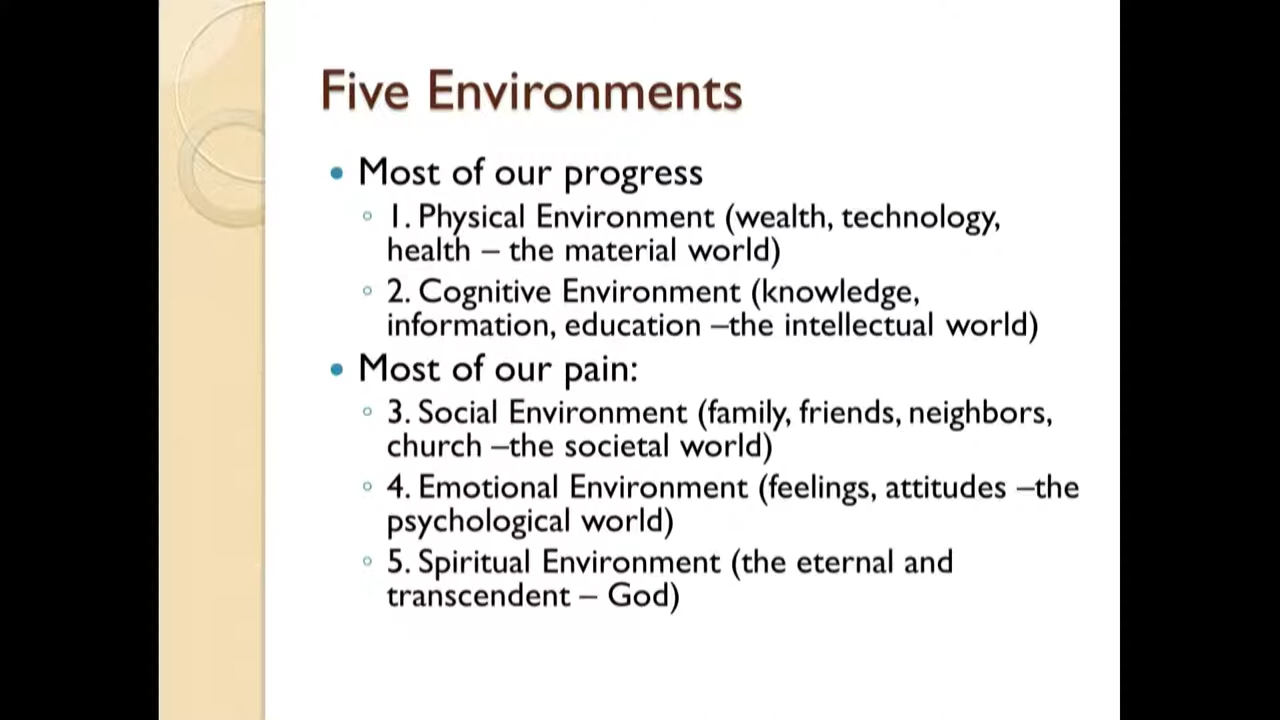 Five Environments
• Most of our progress
◦ 1. Physical Environment (wealth, technology,
health – the material world)
◦ 2. Cognitive Environment (knowledge,
information, education –the intellectual world)
• Most of our pain:
◦ 3. Social Environment (family, friends, neighbors,
church –the societal world)
◦ 4. Emotional Environment (feelings, attitudes –the
psychological world)
◦ 5. Spiritual Environment (the eternal and
transcendent – God)